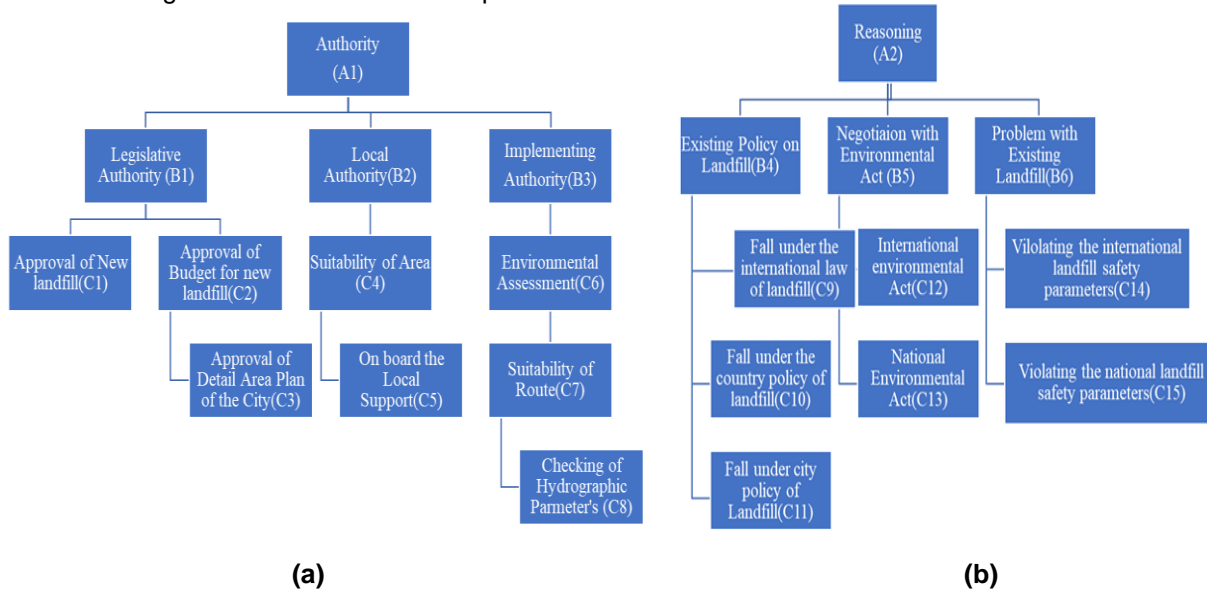 Authority
(A1)
Legislative
Authority (B1)
Local
Authority(B2)
Implementing
Authority(B3)
Approval of New
landfill(C1)
Approval of
Budget for new
landfill(C2)
Suitability of Area
(C4)
Environmental
Assessment(C6)
Approval of
Detail Area Plan
of the City(C3)
On board the
Local
Support(C5)
Suitability of
Route(C7)
Checking of
Hydrographic
Parmeter's (C8)
(a)
Reasoning
(A2)
Existing Policy on
Landfill(B4)
Negotiaion with
Environmental
Act (B5)
Problem with
Existing
Landfill(B6)
Fall under the
international law
of landfill(C9)
International
environmental
Act(C12)
Vilolating the international
landfill safety
parameters(C14)
Fall under the
country policy of
landfill(C10)
National
Environmental
Act(C13)
Violating the national landfill
safety parameters(C15)
Fall under city
policy of
Landfill(C11)
(b)